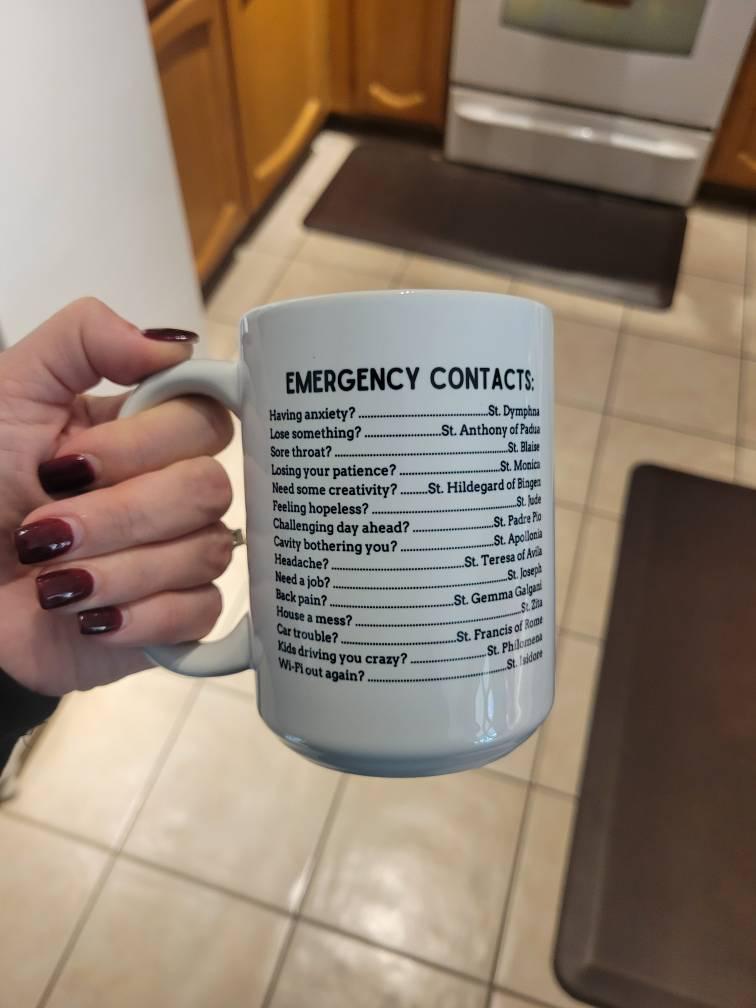 EMERGENCY CONTACTS:
Having anxiety? ........................................ St. Dymphna
Lose something? ........................ St. Anthony of Padua
Sore throat? ...................................................... St. Blaise
Losing your patience? .............................. St. Monica
Need some creativity? ........ St. Hildegard of Bingen
Feeling hopeless? ............................................. St. Jude
Challenging day ahead? ........................ St. Padre Pio
Cavity bothering you? ............................ St. Apollonia
Headache? ........................................ St. Teresa of Avila
Need a job? ..................................................... St. Joseph
Back pain? ..................................... St. Gemma Galgani
House a mess? ................................................... St. Zita
Car trouble? .................................. St. Francis of Rome
Kids driving you crazy? ...................... St. Philomena
Wi-Fi out again? ......................................... St. Isidore